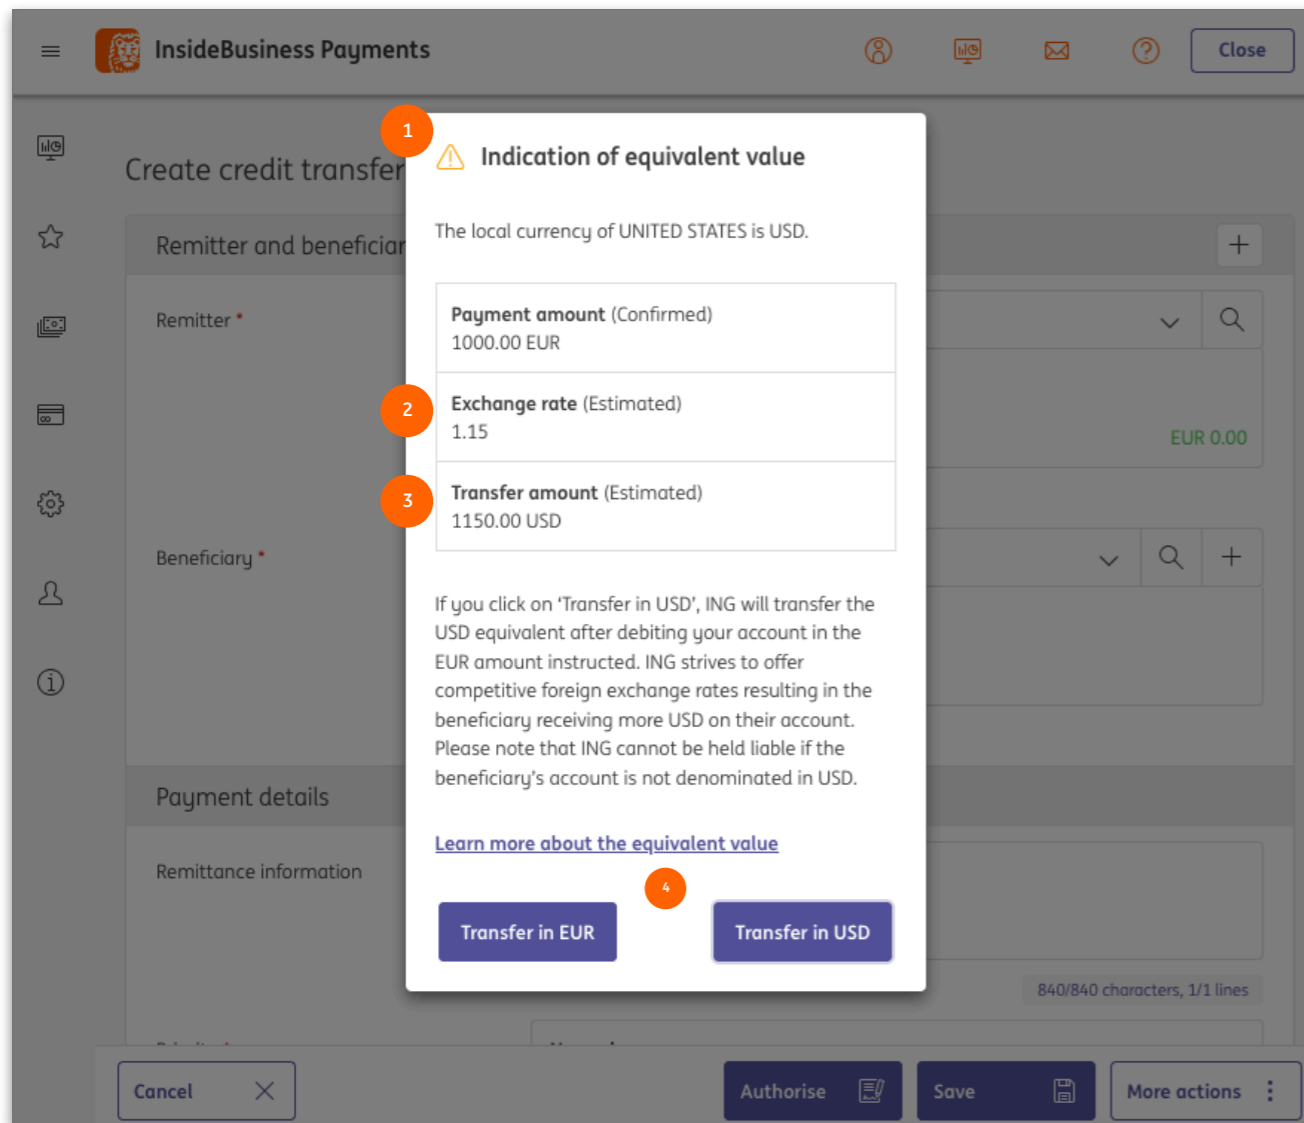 InsideBusiness Payments
Close
1
Indication of equivalent value
Create credit transfer
The local currency of UNITED STATES is USD.
Remitter and beneficiar
Payment amount (Confirmed)
1000.00 EUR
Remitter *
2
Exchange rate (Estimated)
1.15
EUR 0.00
3
Transfer amount (Estimated)
1150.00 USD
Beneficiary *
If you click on ‘Transfer in USD’, ING will transfer the
USD equivalent after debiting your account in the
EUR amount instructed. ING strives to offer
competitive foreign exchange rates resulting in the
beneficiary receiving more USD on their account.
Please note that ING cannot be held liable if the
beneficiary’s account is not denominated in USD.
Payment details
Learn more about the equivalent value
Remittance information
4
Transfer in EUR
Transfer in USD
840/840 characters, 1/1 lines
Cancel
Authorise
Save
More actions